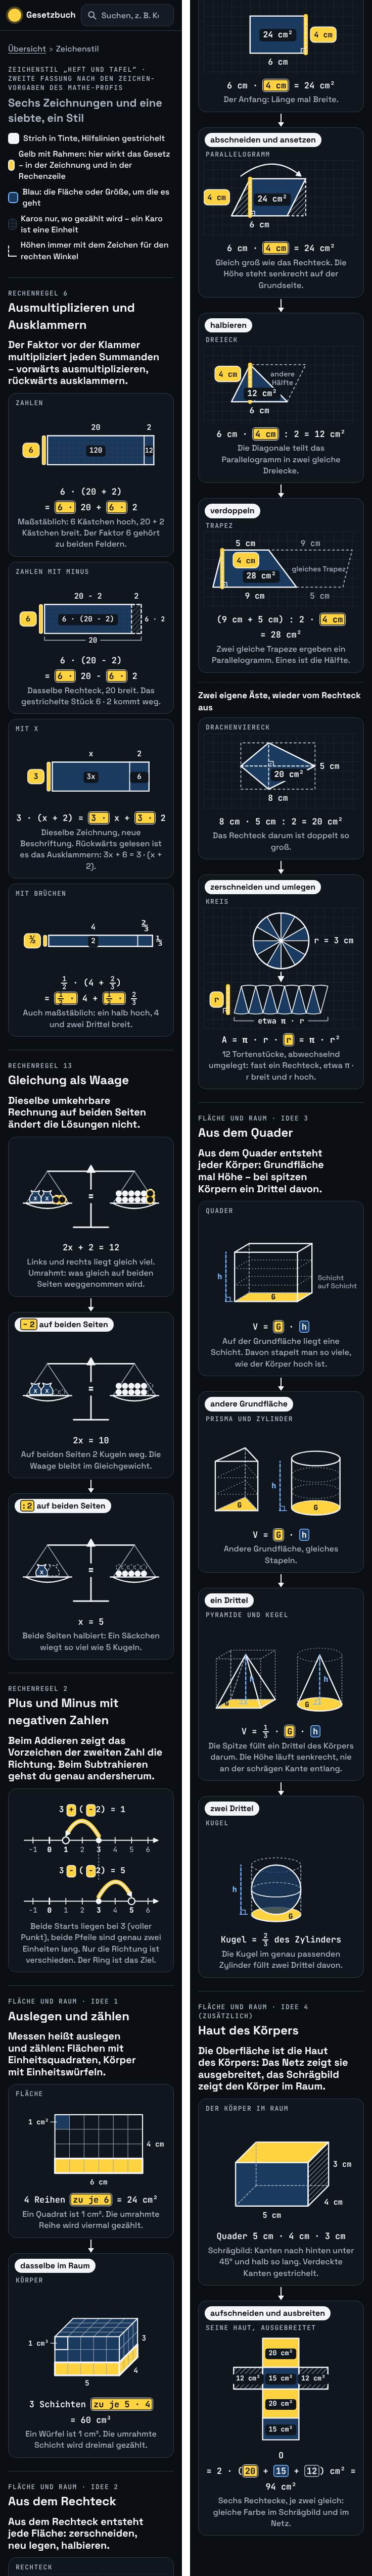 Gesetzbuch
Suchen, z. B. Ki
Übersicht > Zeichenstil
ZEICHENSTIL „HEFT UND TAFEL“ ·
ZWEITE FASSUNG NACH DEN ZEICHEN-
VORGABEN DES MATHE-PROFIS
Sechs Zeichnungen und eine
siebte, ein Stil
Strich in Tinte, Hilfslinien gestrichelt
Gelb mit Rahmen: hier wirkt das Gesetz
– in der Zeichnung und in der
Rechenzeile
Blau: die Fläche oder Größe, um die es
geht
Karos nur, wo gezählt wird – ein Karo
ist eine Einheit
Höhen immer mit dem Zeichen für den
rechten Winkel
RECHENREGEL 6
Ausmultiplizieren und
Ausklammern
Der Faktor vor der Klammer
multipliziert jeden Summanden
– vorwärts ausmultiplizieren,
rückwärts ausklammern.
ZAHLEN
20 2
6 120 12
6 · (20 + 2)
= 6 · 20 + 6 · 2
Maßstäblich: 6 Kästchen hoch, 20 + 2
Kästchen breit. Der Faktor 6 gehört
zu beiden Feldern.
ZAHLEN MIT MINUS
20 - 2 2
6 6 · (20 - 2) 6 · 2
20
6 · (20 - 2)
= 6 · 20 - 6 · 2
Dasselbe Rechteck, 20 breit. Das
gestrichelte Stück 6 · 2 kommt weg.
MIT X
x 2
3 3x 6
3 · (x + 2) = 3 · x + 3 · 2
Dieselbe Zeichnung, neue
Beschriftung. Rückwärts gelesen ist
es das Ausklammern: 3x + 6 = 3 · (x +
2).
MIT BRÜCHEN
4 ⅔
½ 2 ⅓
½ · (4 + ⅔)
= ½ · 4 + ½ · ⅔
Auch maßstäblich: ein halb hoch, 4
und zwei Drittel breit.
RECHENREGEL 13
Gleichung als Waage
Dieselbe umkehrbare
Rechnung auf beiden Seiten
ändert die Lösungen nicht.
x x =
2x + 2 = 12
Links und rechts liegt gleich viel.
Umrahmt: was gleich auf beiden
Seiten weggenommen wird.
− 2 auf beiden Seiten
x x =
2x = 10
Auf beiden Seiten 2 Kugeln weg. Die
Waage bleibt im Gleichgewicht.
: 2 auf beiden Seiten
x =
x = 5
Beide Seiten halbiert: Ein Säckchen
wiegt so viel wie 5 Kugeln.
RECHENREGEL 2
Plus und Minus mit
negativen Zahlen
Beim Addieren zeigt das
Vorzeichen der zweiten Zahl die
Richtung. Beim Subtrahieren
gehst du genau andersherum.
3 + (-2) = 1
−1 0 1 2 3 4 5 6
3 - (-2) = 5
−1 0 1 2 3 4 5 6
Beide Starts liegen bei 3 (voller
Punkt), beide Pfeile sind genau zwei
Einheiten lang. Nur die Richtung ist
verschieden. Der Ring ist das Ziel.
FLÄCHE UND RAUM · IDEE 1
Auslegen und zählen
Messen heißt auslegen
und zählen: Flächen mit
Einheitsquadraten, Körper
mit Einheitswürfeln.
FLÄCHE
1 cm²
4 cm
6 cm
4 Reihen zu je 6 = 24 cm²
Ein Quadrat ist 1 cm². Die umrahmte
Reihe wird viermal gezählt.
dasselbe im Raum
KÖRPER
1 cm³ 3
4
5
3 Schichten zu je 5 · 4
= 60 cm³
Ein Würfel ist 1 cm³. Die umrahmte
Schicht wird dreimal gezählt.
FLÄCHE UND RAUM · IDEE 2
Aus dem Rechteck
Aus dem Rechteck entsteht
jede Fläche: zerschneiden,
neu legen, halbieren.
RECHTECK
24 cm² 4 cm
6 cm
6 cm · 4 cm = 24 cm²
Der Anfang: Länge mal Breite.
abschneiden und ansetzen
PARALLELOGRAMM
4 cm 24 cm²
6 cm
6 cm · 4 cm = 24 cm²
Gleich groß wie das Rechteck. Die
Höhe steht senkrecht auf der
Grundseite.
halbieren
DREIECK
4 cm andere
Hälfte
12 cm²
6 cm
6 cm · 4 cm : 2 = 12 cm²
Die Diagonale teilt das
Parallelogramm in zwei gleiche
Dreiecke.
verdoppeln
TRAPEZ
5 cm 9 cm
4 cm gleiches Trapez
28 cm²
9 cm 5 cm
(9 cm + 5 cm) : 2 · 4 cm
= 28 cm²
Zwei gleiche Trapeze ergeben ein
Parallelogramm. Eines ist die Hälfte.
Zwei eigene Äste, wieder vom Rechteck
aus
DRACHENVIERECK
5 cm
20 cm²
8 cm
8 cm · 5 cm : 2 = 20 cm²
Das Rechteck darum ist doppelt so
groß.
zerschneiden und umlegen
KREIS
r = 3 cm
r
etwa π · r
A = π · r · r = π · r²
12 Tortenstücke, abwechselnd
umgelegt: fast ein Rechteck, etwa π ·
r breit und r hoch.
FLÄCHE UND RAUM · IDEE 3
Aus dem Quader
Aus dem Quader entsteht
jeder Körper: Grundfläche
mal Höhe – bei spitzen
Körpern ein Drittel davon.
QUADER
h Schicht
auf Schicht
G
V = G · h
Auf der Grundfläche liegt eine
Schicht. Davon stapelt man so viele,
wie der Körper hoch ist.
andere Grundfläche
PRISMA UND ZYLINDER
h
G G
V = G · h
Andere Grundfläche, gleiches
Stapeln.
ein Drittel
PYRAMIDE UND KEGEL
h h
G G
V = ⅓ · G · h
Die Spitze füllt ein Drittel des Körpers
darum. Die Höhe läuft senkrecht, nie
an der schrägen Kante entlang.
zwei Drittel
KUGEL
h
G
Kugel = ⅔ des Zylinders
Die Kugel im genau passenden
Zylinder füllt zwei Drittel davon.
FLÄCHE UND RAUM · IDEE 4
(ZUSÄTZLICH)
Haut des Körpers
Die Oberfläche ist die Haut
des Körpers: Das Netz zeigt sie
ausgebreitet, das Schrägbild
zeigt den Körper im Raum.
DER KÖRPER IM RAUM
3 cm
4 cm
5 cm
Quader 5 cm · 4 cm · 3 cm
Schrägbild: Kanten nach hinten unter
45° und halb so lang. Verdeckte
Kanten gestrichelt.
aufschneiden und ausbreiten
SEINE HAUT, AUSGEBREITET
20 cm²
12 cm² 15 cm² 12 cm²
20 cm²
15 cm²
O
= 2 · (20 + 15 + 12) cm² =
94 cm²
Sechs Rechtecke, je zwei gleich:
gleiche Farbe im Schrägbild und im
Netz.